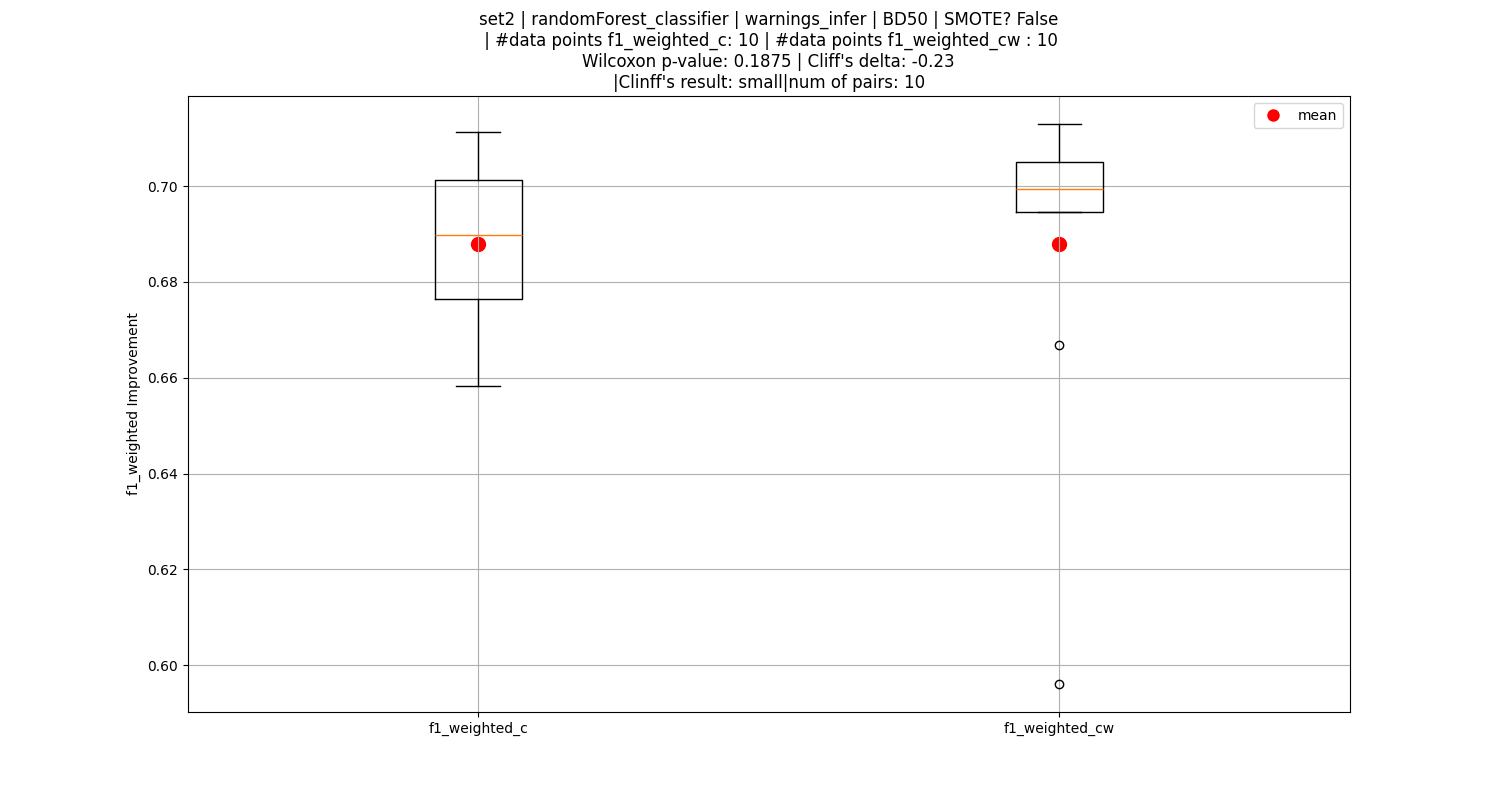 set2 | randomForest_classifier | warnings_infer | BD50 | SMOTE? False
| #data points f1_weighted_c: 10 | #data points f1_weighted_cw : 10
Wilcoxon p-value: 0.1875 | Cliff's delta: -0.23
|Clinff's result: small|num of pairs: 10
mean
f1_weighted Improvement
0.70
0.68
0.66
0.64
0.62
0.60
f1_weighted_c
f1_weighted_cw